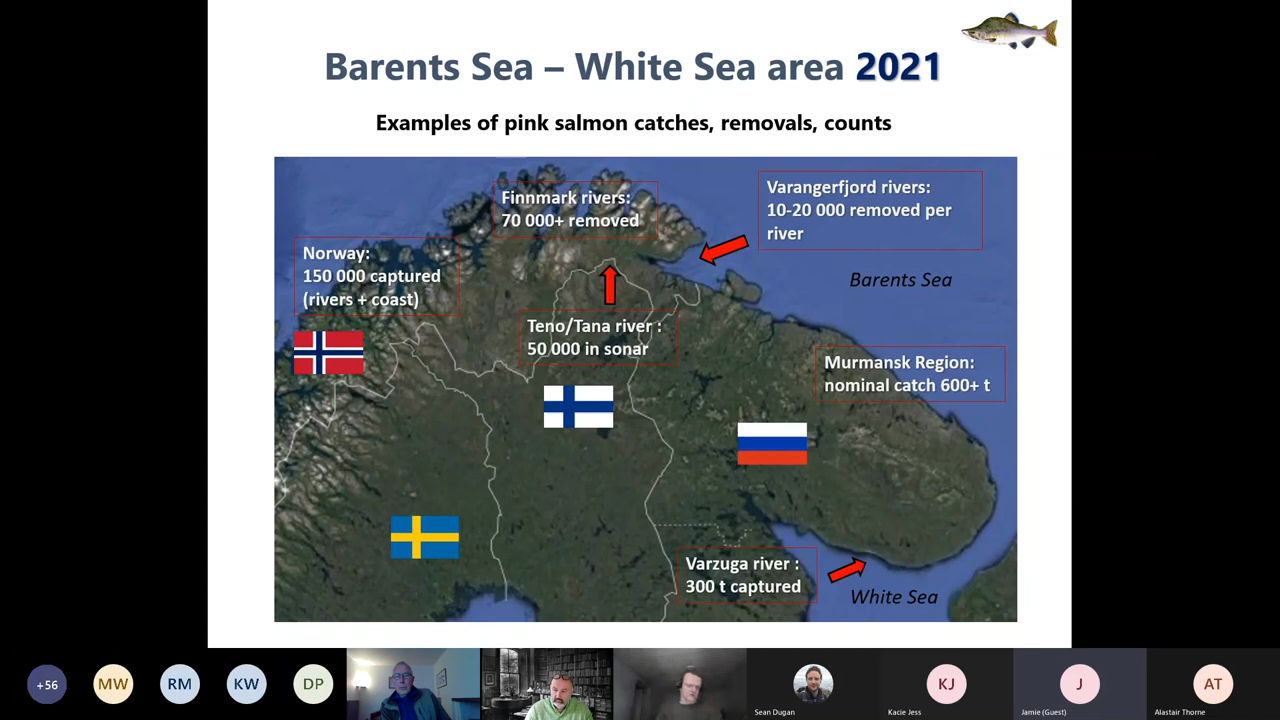 Barents Sea – White Sea area 2021
Examples of pink salmon catches, removals, counts
Finnmark rivers:
70 000+ removed
Varangerfjord rivers:
10-20 000 removed per
river
Norway:
150 000 captured
(rivers + coast)
Barents Sea
Teno/Tana river :
50 000 in sonar
Murmansk Region:
nominal catch 600+ t
Varzuga river :
300 t captured
White Sea
+56
MW
RM
KW
DP
Sean Dugan
KJ
Kacie Jess
J
Jamie (Guest)
AT
Alastair Thorne